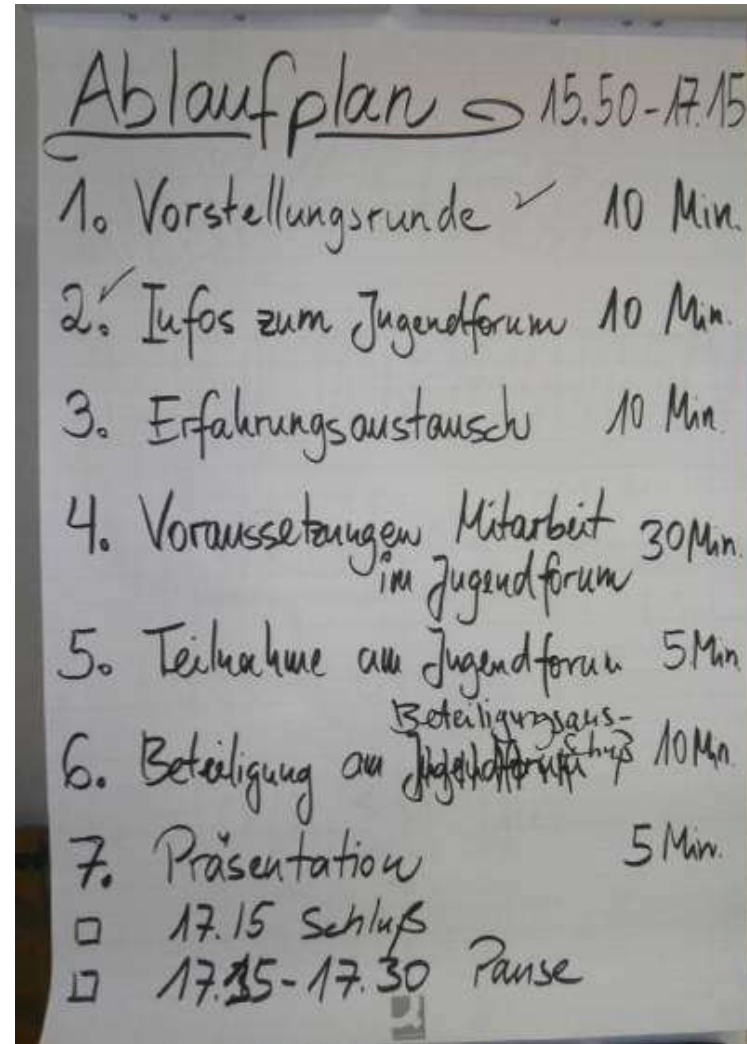 Ablaufplan 15.50-17.15
1. Vorstellungsrunde ✓ 10 Min.
2. ✓ Infos zum Jugendforum 10 Min.
3. Erfahrungsaustausch 10 Min.
4. Voraussetzungen Mitarbeit 30 Min.
im Jugendforum
5. Teilnahme am Jugendforum 5 Min
Beteiligungsaus-
6. Beteiligung am Jugendforum schuß 10 Min.
7. Präsentation 5 Min.
□ 17.15 Schluß
□ 17.15-17.30 Pause